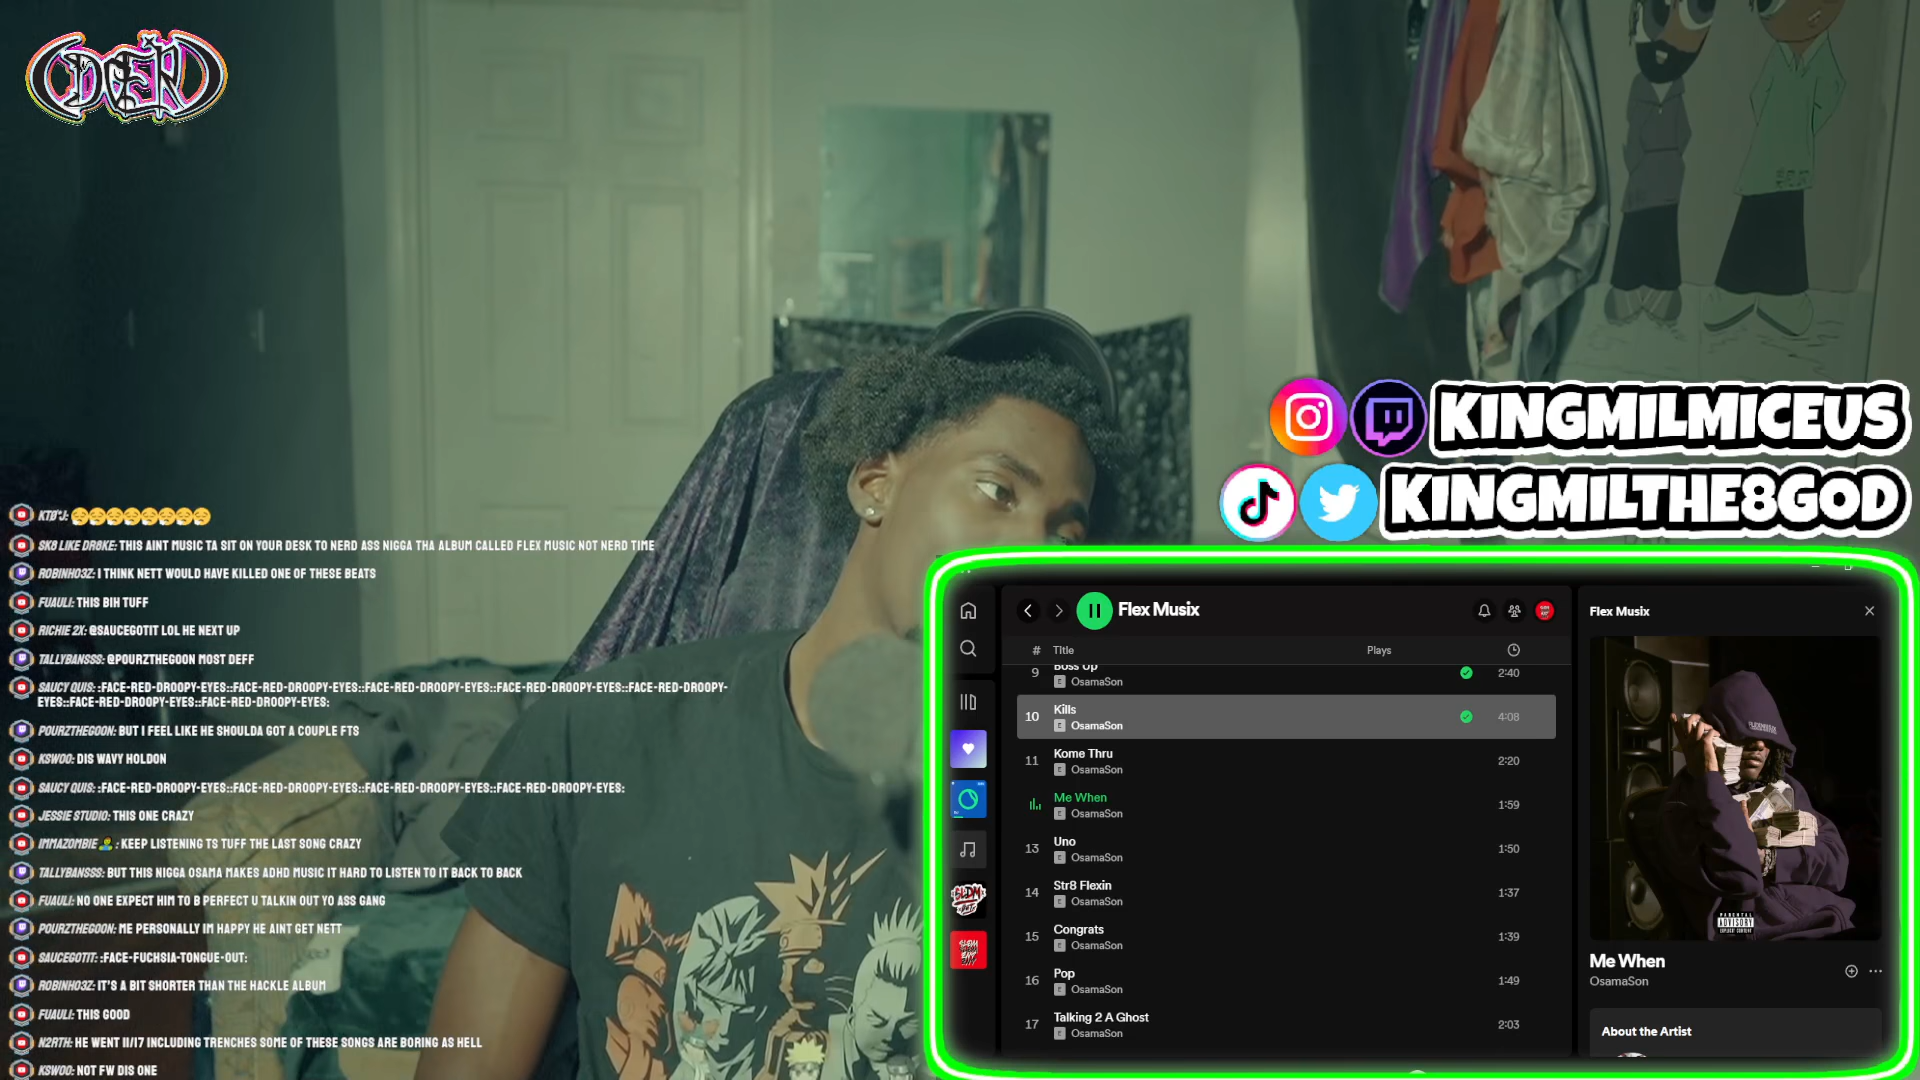 DCER
KINGMILMICEUS
KINGMILTHE8GOD
KTØ'J:
SK8 LIKE DR8KE: THIS AINT MUSIC TA SIT ON YOUR DESK TO NERD ASS NIGGA THA ALBUM CALLED FLEX MUSIC NOT NERD TIME
ROBINHO3Z: I THINK NETT WOULD HAVE KILLED ONE OF THESE BEATS
FUAULI: THIS BIH TUFF
RICHIE 2X: @SAUCEGOTIT LOL HE NEXT UP
TALLYBANSSS: @POURZTHEGOON MOST DEFF
SAUCY QUIS: :FACE-RED-DROOPY-EYES::FACE-RED-DROOPY-EYES::FACE-RED-DROOPY-EYES::FACE-RED-DROOPY-EYES::FACE-RED-DROOPY-
EYES::FACE-RED-DROOPY-EYES::FACE-RED-DROOPY-EYES:
POURZTHEGOON: BUT I FEEL LIKE HE SHOULDA GOT A COUPLE FTS
KSWOO: DIS WAVY HOLDON
SAUCY QUIS: :FACE-RED-DROOPY-EYES::FACE-RED-DROOPY-EYES::FACE-RED-DROOPY-EYES::FACE-RED-DROOPY-EYES:
JESSIE STUDIO: THIS ONE CRAZY
IMMAZOMBIE: KEEP LISTENING TS TUFF THE LAST SONG CRAZY
TALLYBANSSS: BUT THIS NIGGA OSAMA MAKES ADHD MUSIC IT HARD TO LISTEN TO IT BACK TO BACK
FUAULI: NO ONE EXPECT HIM TO B PERFECT U TALKIN OUT YO ASS GANG
POURZTHEGOON: ME PERSONALLY IM HAPPY HE AINT GET NETT
SAUCEGOTIT: :FACE-FUCHSIA-TONGUE-OUT:
ROBINHO3Z: IT'S A BIT SHORTER THAN THE HACKLE ALBUM
FUAULI: THIS GOOD
N2RTH: HE WENT 11/17 INCLUDING TRENCHES SOME OF THESE SONGS ARE BORING AS HELL
KSWOO: NOT FW DIS ONE
Flex Musix
# Title Plays
9 Boss Up 2:40
E OsamaSon
10 Kills 4:08
E OsamaSon
11 Kome Thru 2:20
E OsamaSon
Me When 1:59
E OsamaSon
13 Uno 1:50
E OsamaSon
14 Str8 Flexin 1:37
E OsamaSon
15 Congrats 1:39
E OsamaSon
16 Pop 1:49
E OsamaSon
17 Talking 2 A Ghost 2:03
E OsamaSon
Flex Musix
PARENTAL
ADVISORY
EXPLICIT CONTENT
Me When
OsamaSon
About the Artist